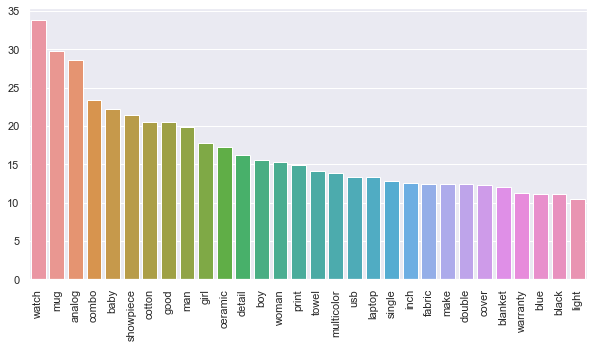 35
30
25
20
15
10
5
0
watch
mug
analog
combo
baby
showpiece
cotton
good
man
girl
ceramic
detail
boy
woman
print
towel
multicolor
usb
laptop
single
inch
fabric
make
double
cover
blanket
warranty
blue
black
light